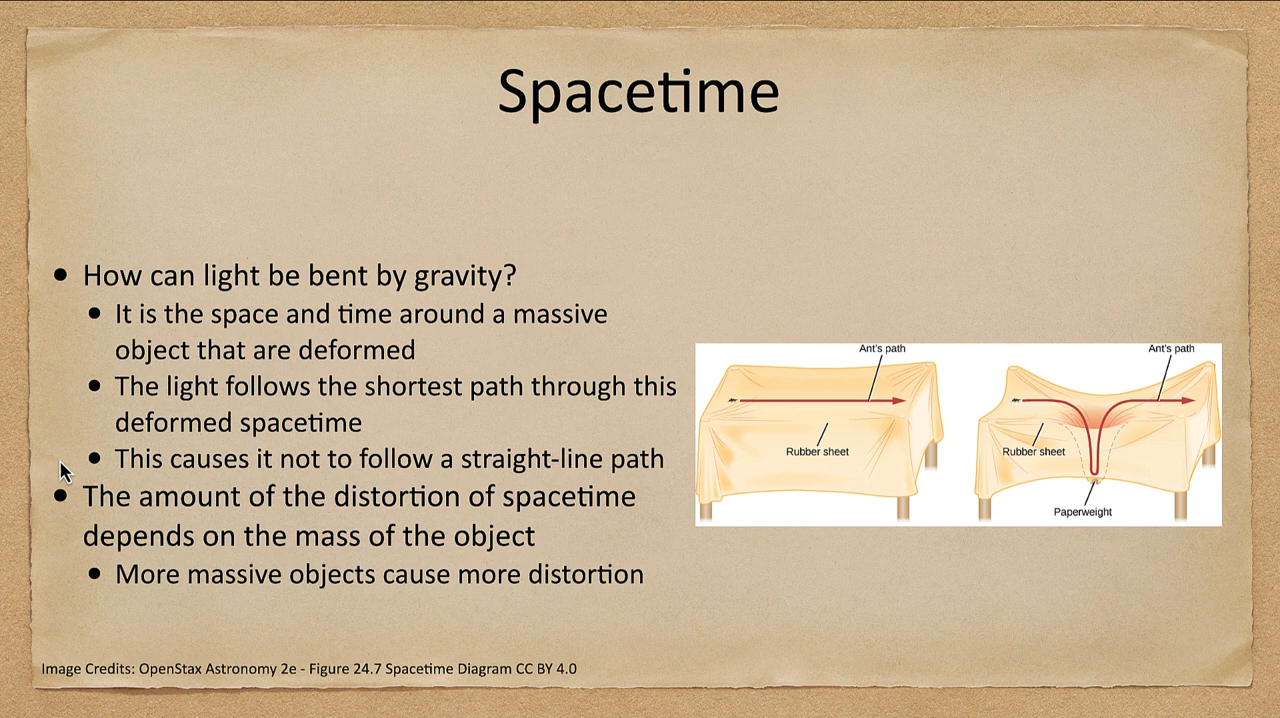 Spacetime
• How can light be bent by gravity?
• It is the space and time around a massive
object that are deformed
• The light follows the shortest path through this
deformed spacetime
• This causes it not to follow a straight-line path
• The amount of the distortion of spacetime
depends on the mass of the object
• More massive objects cause more distortion
Ant's path
Rubber sheet
Ant's path
Rubber sheet
Paperweight
Image Credits: OpenStax Astronomy 2e - Figure 24.7 Spacetime Diagram CC BY 4.0